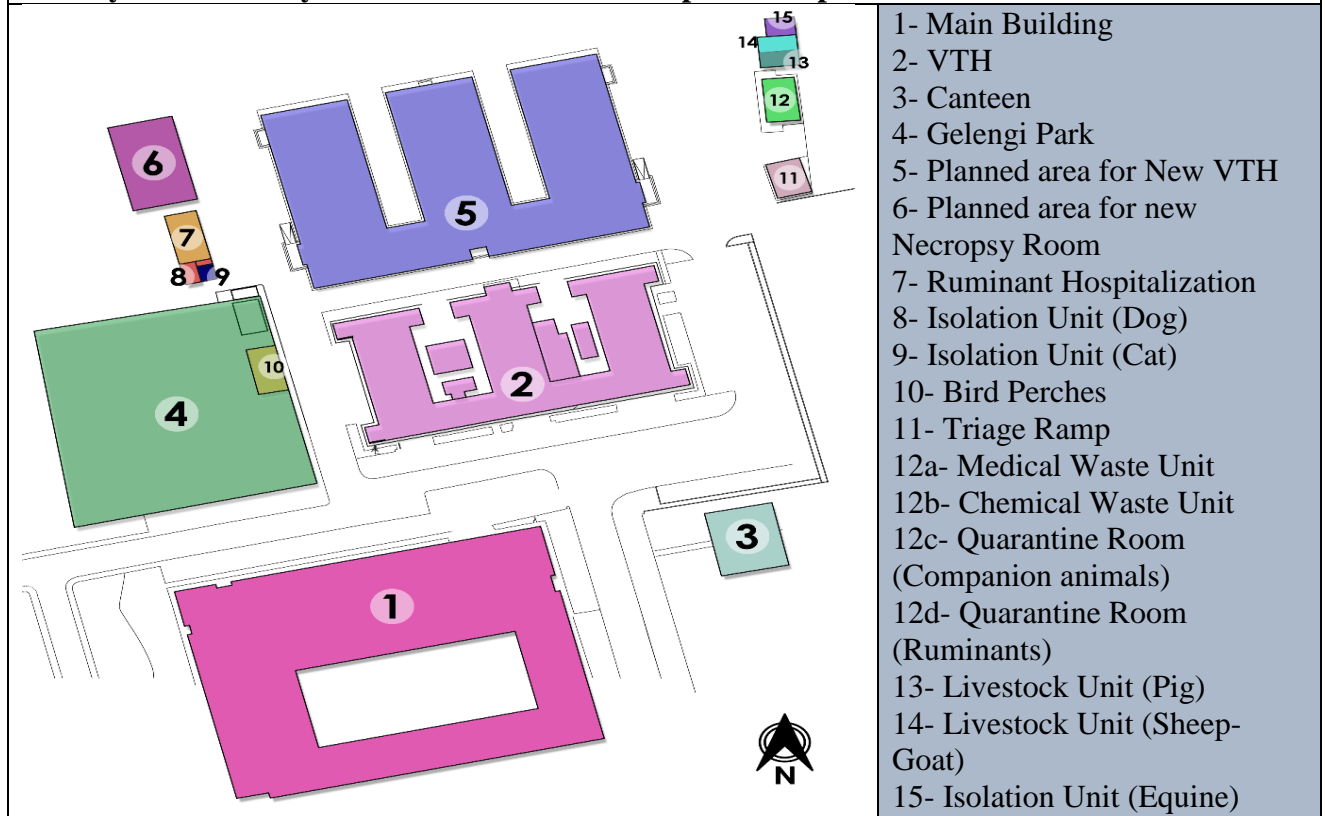 15
14
13
12
11
6
5
7
8
9
10
4
2
3
1
N
1- Main Building
2- VTH
3- Canteen
4- Gelengi Park
5- Planned area for New VTH
6- Planned area for new
Necropsy Room
7- Ruminant Hospitalization
8- Isolation Unit (Dog)
9- Isolation Unit (Cat)
10- Bird Perches
11- Triage Ramp
12a- Medical Waste Unit
12b- Chemical Waste Unit
12c- Quarantine Room
(Companion animals)
12d- Quarantine Room
(Ruminants)
13- Livestock Unit (Pig)
14- Livestock Unit (Sheep-
Goat)
15- Isolation Unit (Equine)